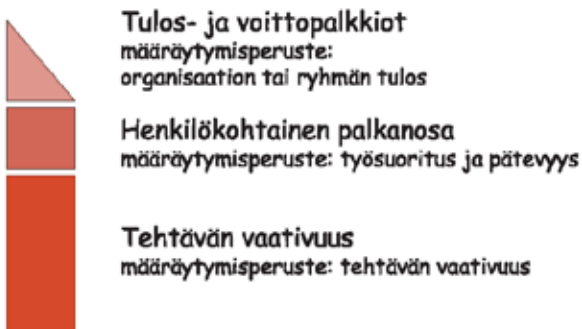 Tulos- ja voittopalkkiot
määräytymisperuste:
organisaation tai ryhmän tulos
Henkilökohtainen palkanosa
määräytymisperuste: työsuoritus ja pätevyys
Tehtävän vaativuus
määräytymisperuste: tehtävän vaativuus